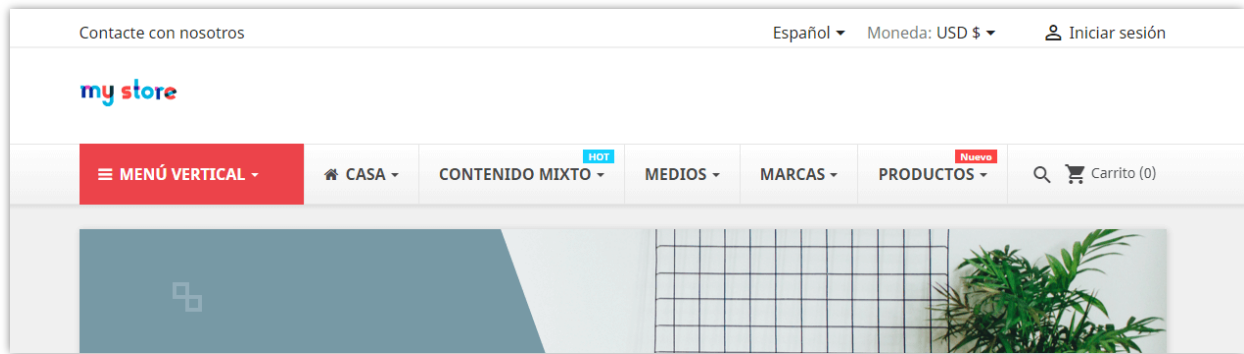 Contacte con nosotros
Español Moneda: USD $ Iniciar sesión
my store
MENÚ VERTICAL CASA CONTENIDO MIXTO HOT MEDIOS MARCAS PRODUCTOS Nuevo Carrito (0)